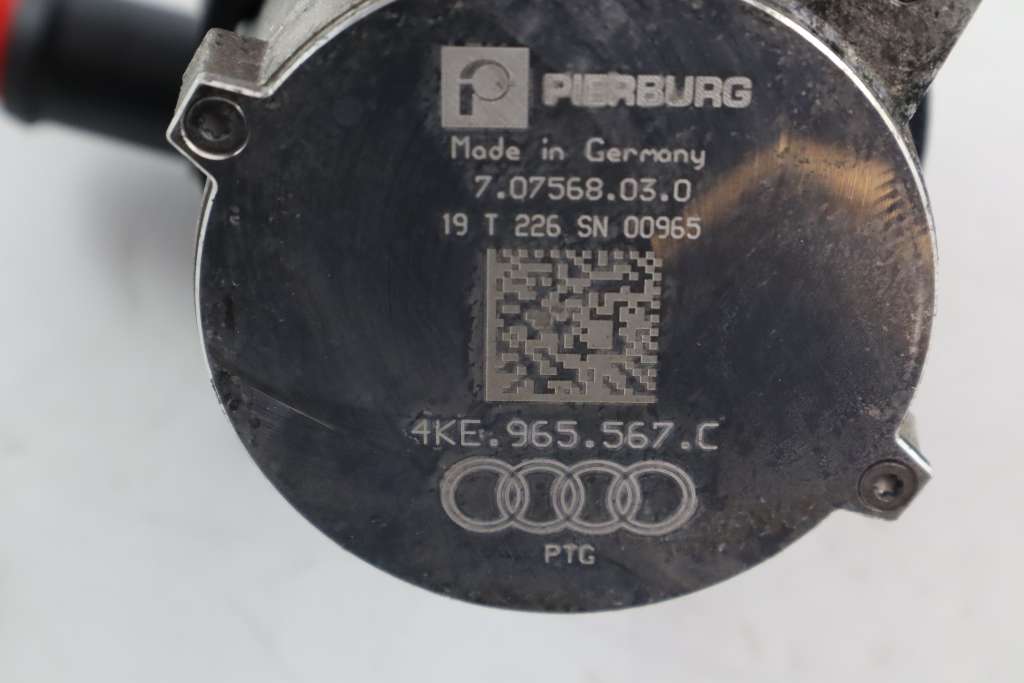 PIERBURG
Made in Germany
7.07568.03.0
19 T 226 SN 00965
4KE.965.567.C
PTG